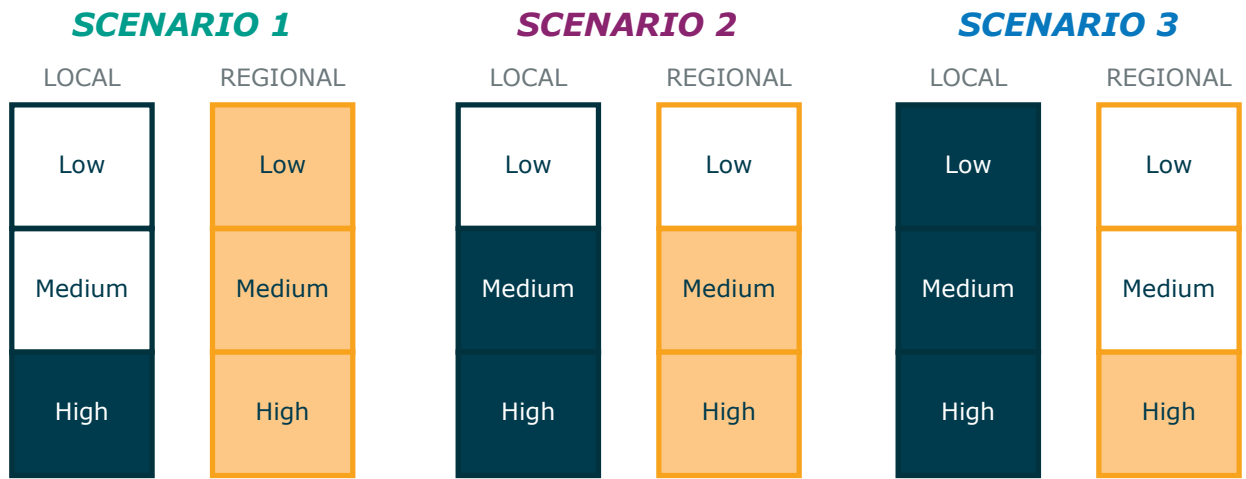 SCENARIO 1
SCENARIO 2
SCENARIO 3
LOCAL
REGIONAL
LOCAL
REGIONAL
LOCAL
REGIONAL
Low
Low
Low
Low
Low
Low
Medium
Medium
Medium
Medium
Medium
Medium
High
High
High
High
High
High